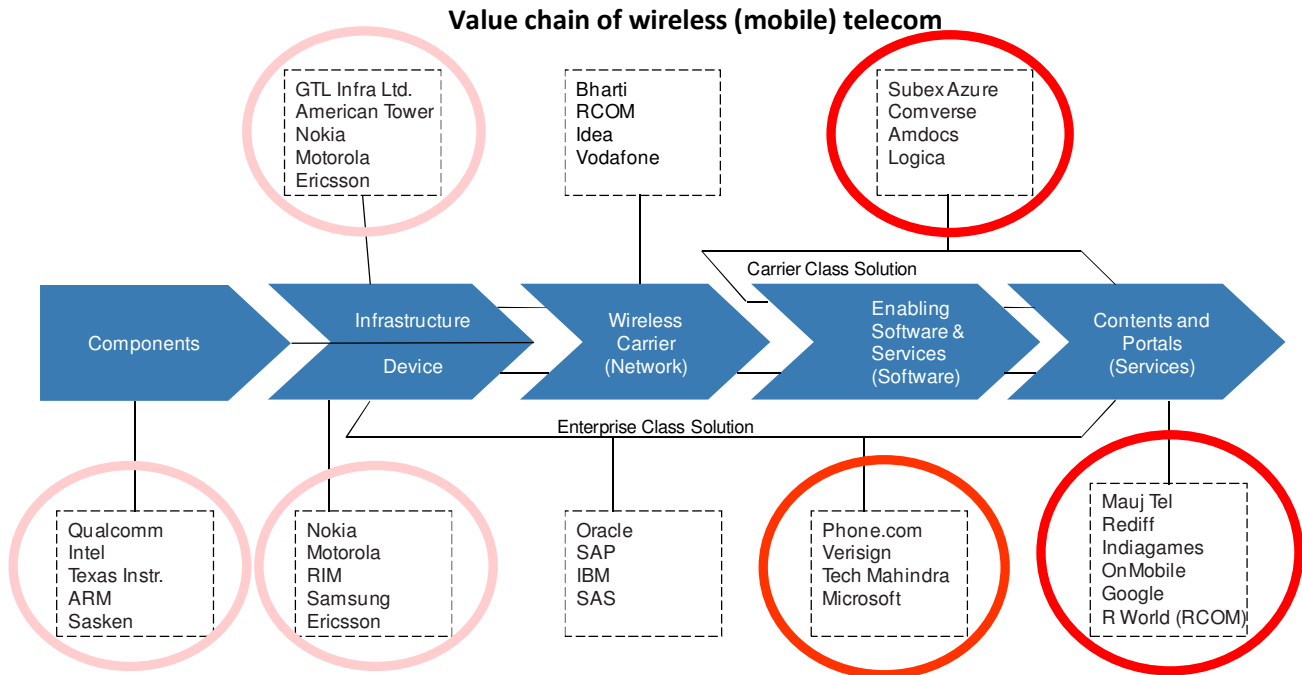 Value chain of wireless (mobile) telecom
GTL Infra Ltd.
American Tower
Nokia
Motorola
Ericsson
Bharti
RCOM
Idea
Vodafone
Subex Azure
Comverse
Amdocs
Logica
Carrier Class Solution
Components
Infrastructure
Device
Wireless
Carrier
(Network)
Enabling
Software &
Services
(Software)
Contents and
Portals
(Services)
Enterprise Class Solution
Qualcomm
Intel
Texas Instr.
ARM
Sasken
Nokia
Motorola
RIM
Samsung
Ericsson
Oracle
SAP
IBM
SAS
Phone.com
Verisign
Tech Mahindra
Microsoft
Mauj Tel
Rediff
Indiagames
OnMobile
Google
R World (RCOM)